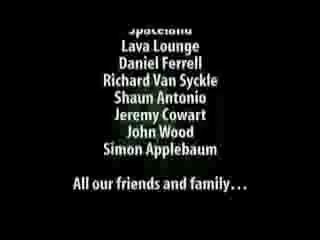 Spaceland
Lava Lounge
Daniel Ferrell
Richard Van Syckle
Shaun Antonio
Jeremy Cowart
John Wood
Simon Applebaum
All our friends and family…